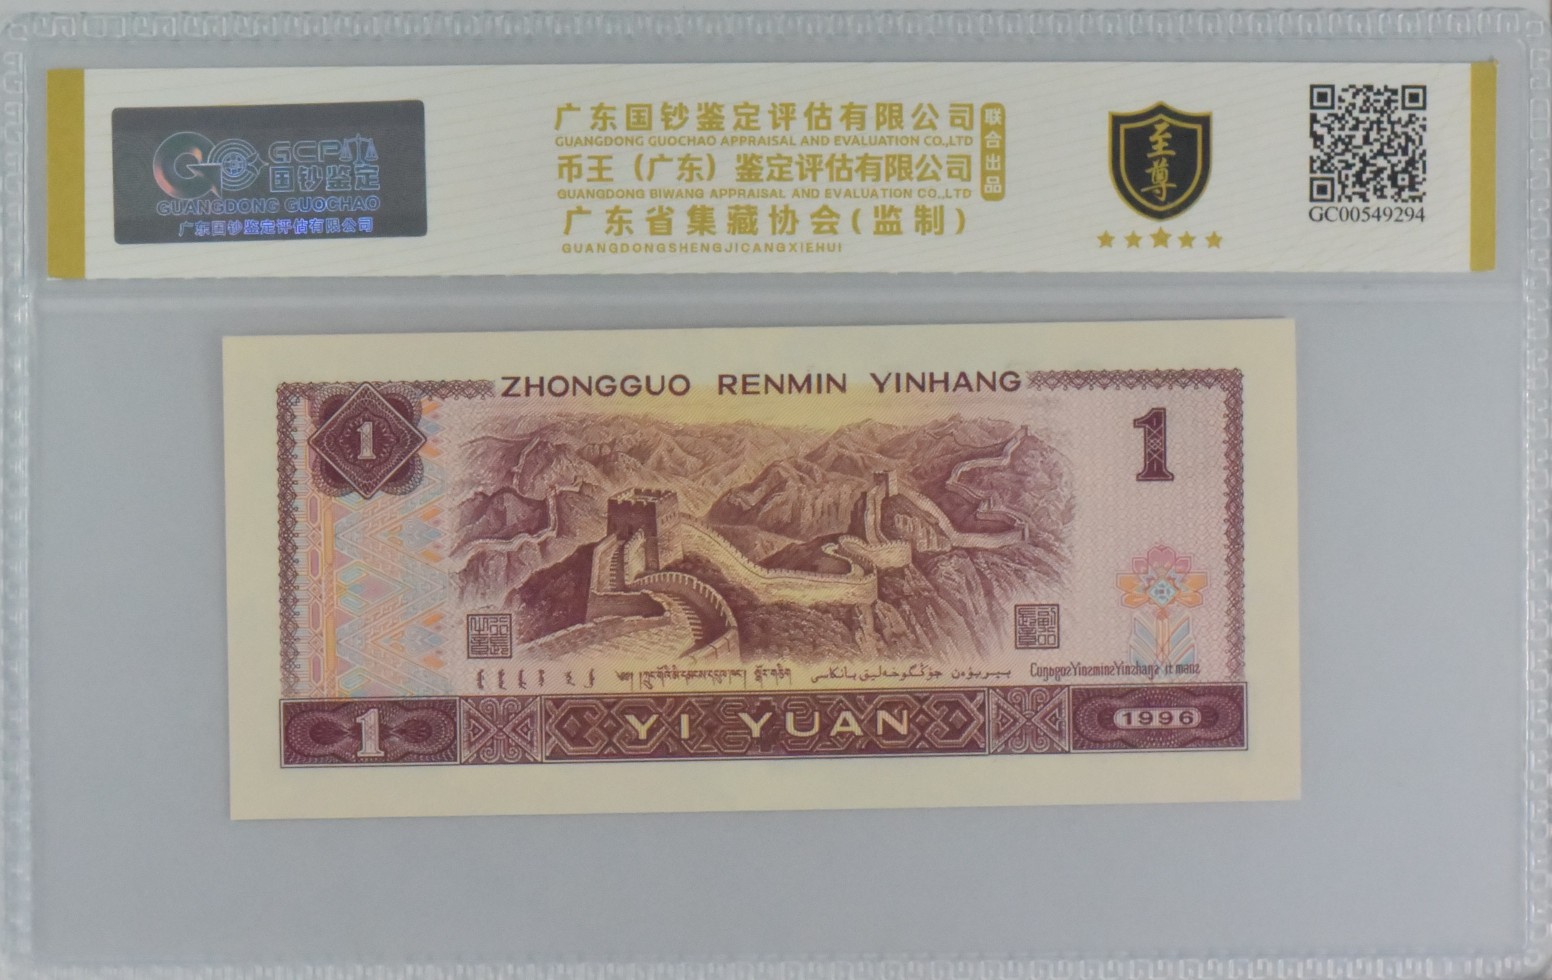 GCP
国钞鉴定
GUANGDONG GUOCHAO
广东国钞鉴定评估有限公司
广东国钞鉴定评估有限公司
GUANGDONG GUOCHAO APPRAISAL AND EVALUATION CO.,LTD
币王（广东）鉴定评估有限公司
GUANGDONG BIWANG APPRAISAL AND EVALUATION CO.,LTD
广东省集藏协会(监制)
GUANGDONGSHENGJICANGXIEHUI
联合出品
至尊
GC00549294
ZHONGGUO RENMIN YINHANG
1
1
1
YI YUAN
1996